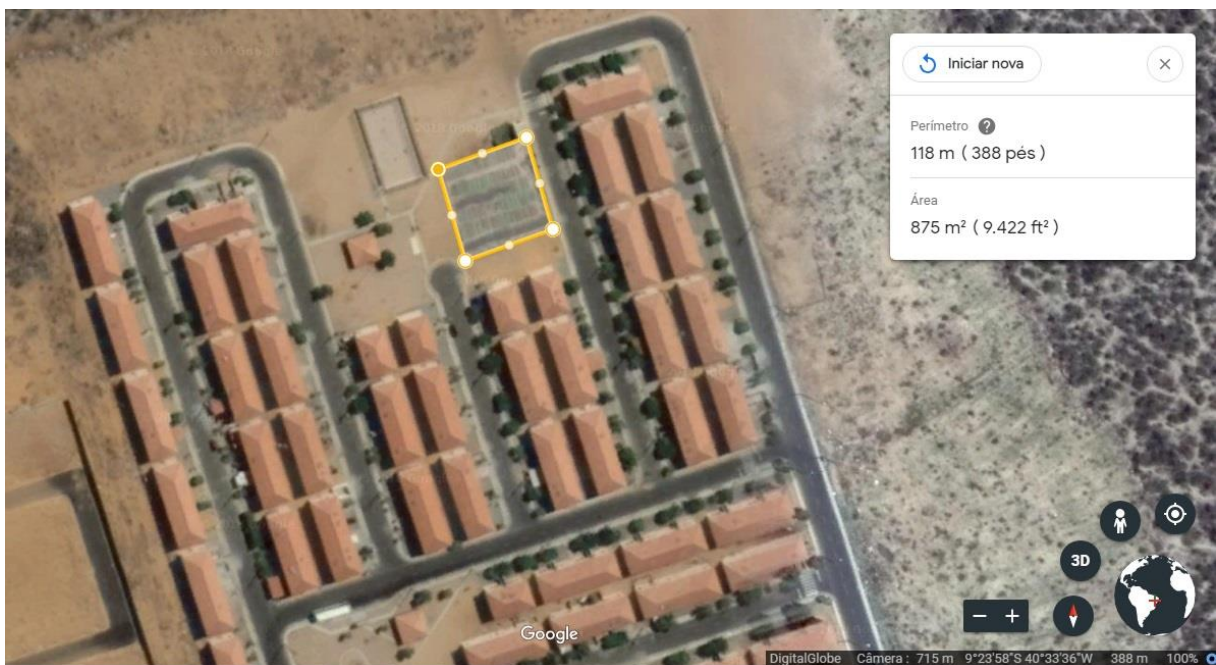 Iniciar nova
Perímetro ?
118 m ( 388 pés )
Área
875 m² ( 9.422 ft² )
3D
Google
DigitalGlobe Câmera : 715 m 9°23'58"S 40°33'36"W 388 m 100%